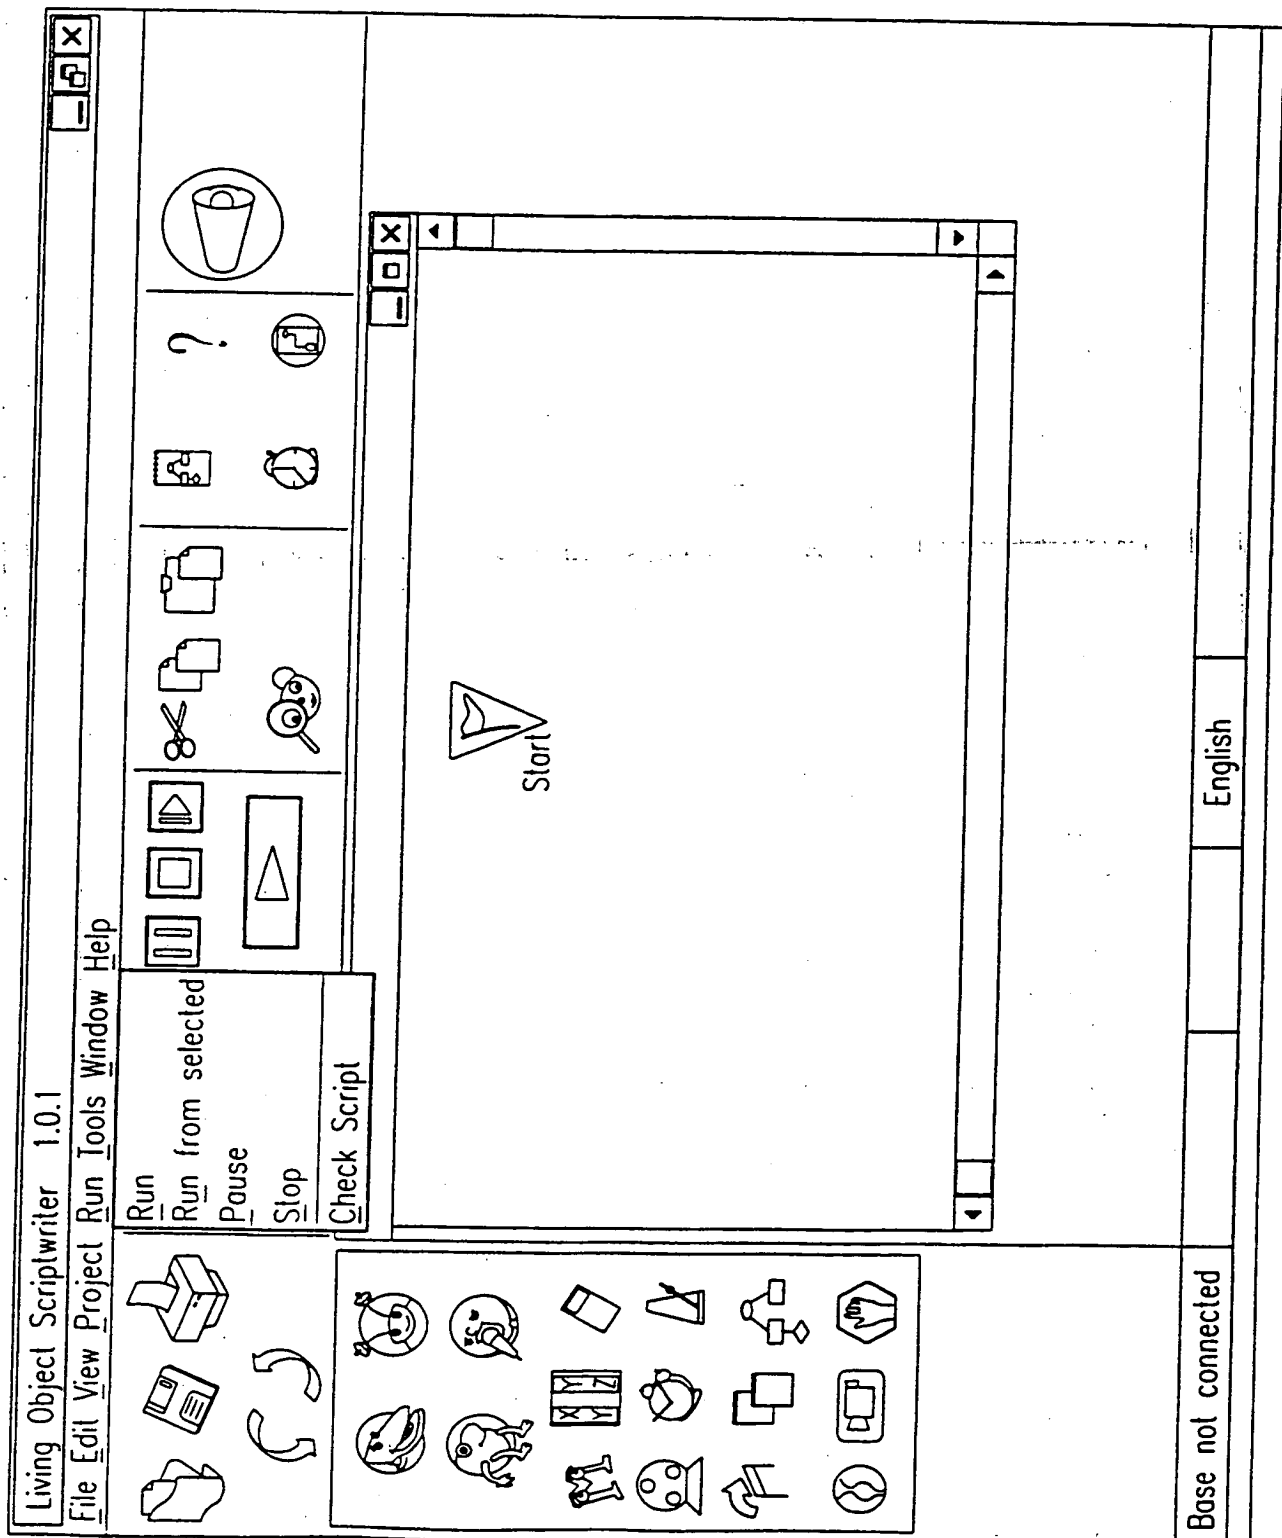 Living Object Scriptwriter 1.0.1
File Edit View Project Run Tools Window Help
Run
Run from selected
Pause
Stop
Check Script
?
X Y
Y Z
Start
Base not connected
English